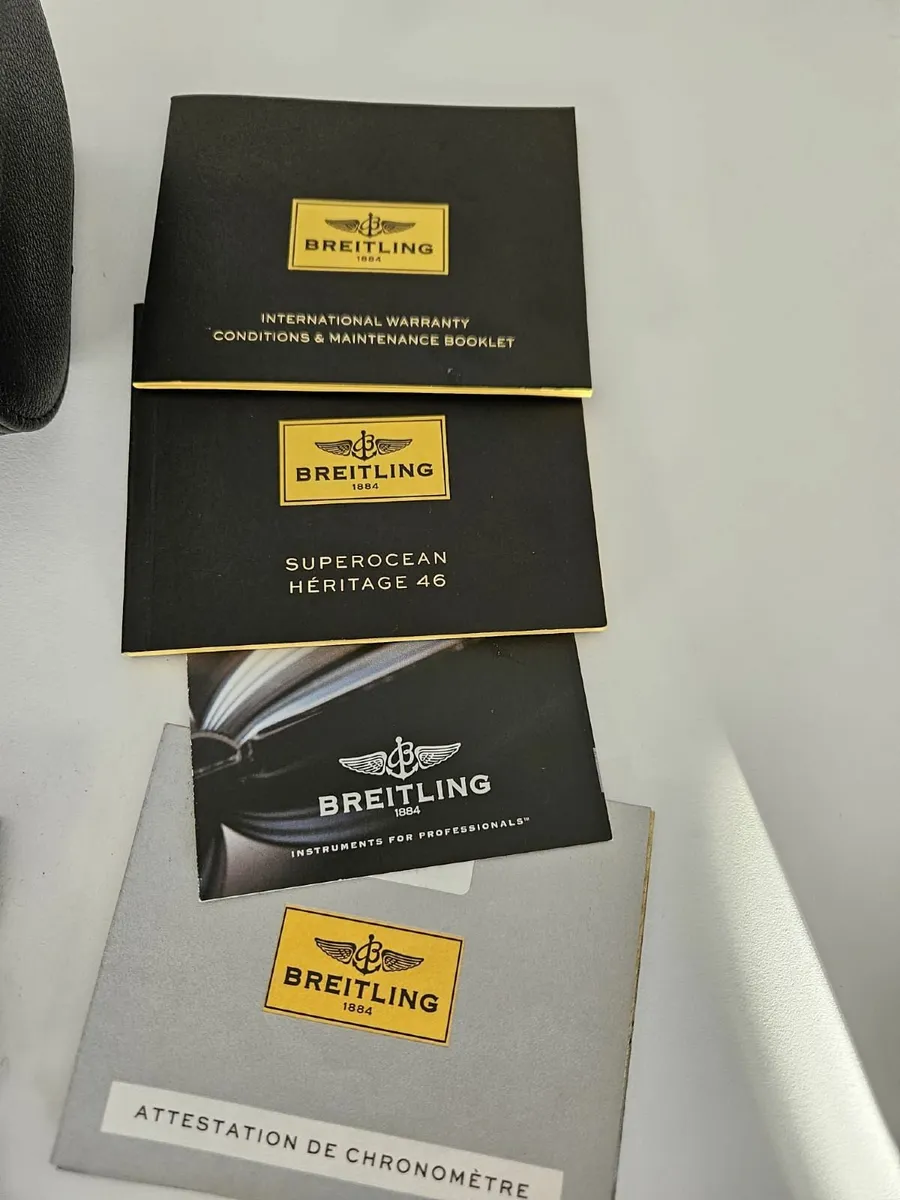 BREITLING
1884
INTERNATIONAL WARRANTY
CONDITIONS & MAINTENANCE BOOKLET
BREITLING
1884
SUPEROCEAN
HÉRITAGE 46
BREITLING
1884
INSTRUMENTS FOR PROFESSIONALS™
BREITLING
1884
ATTESTATION DE CHRONOMÈTRE